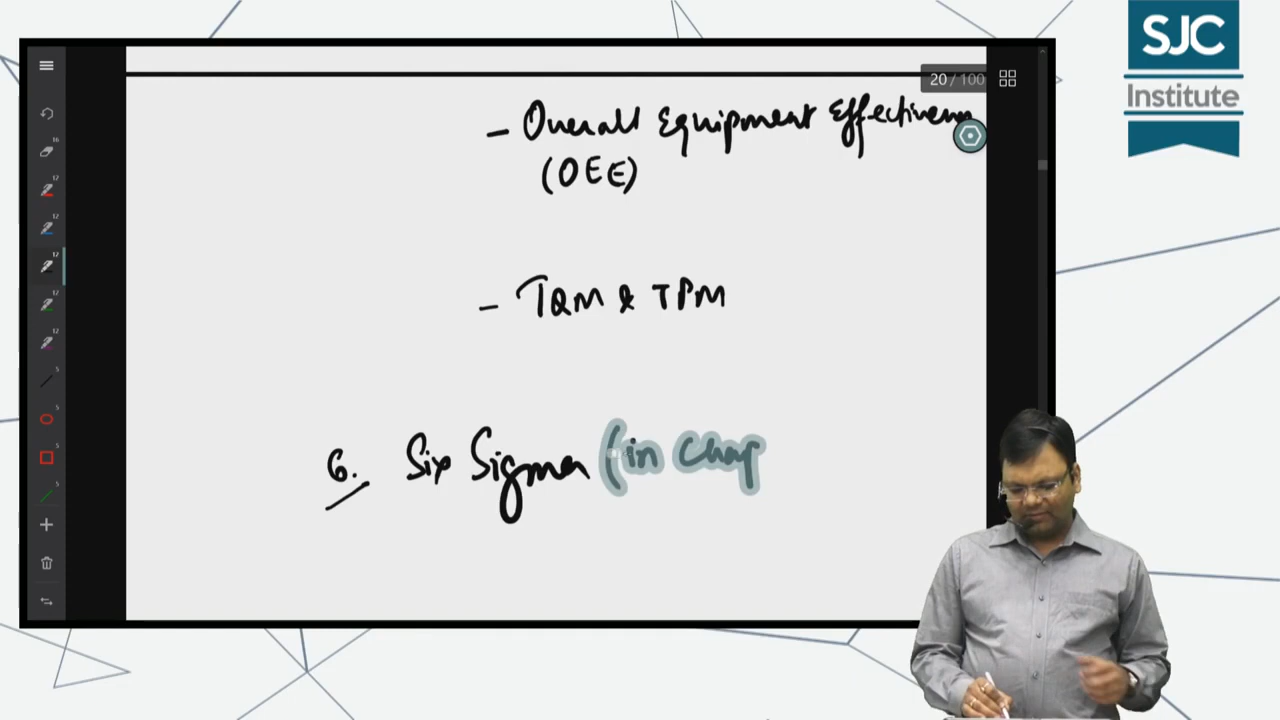 SJC
Institute
20 / 100
- Overall Equipment Effectiveness
(OEE)
- TQM & TPM
6. Six Sigma (in Chap